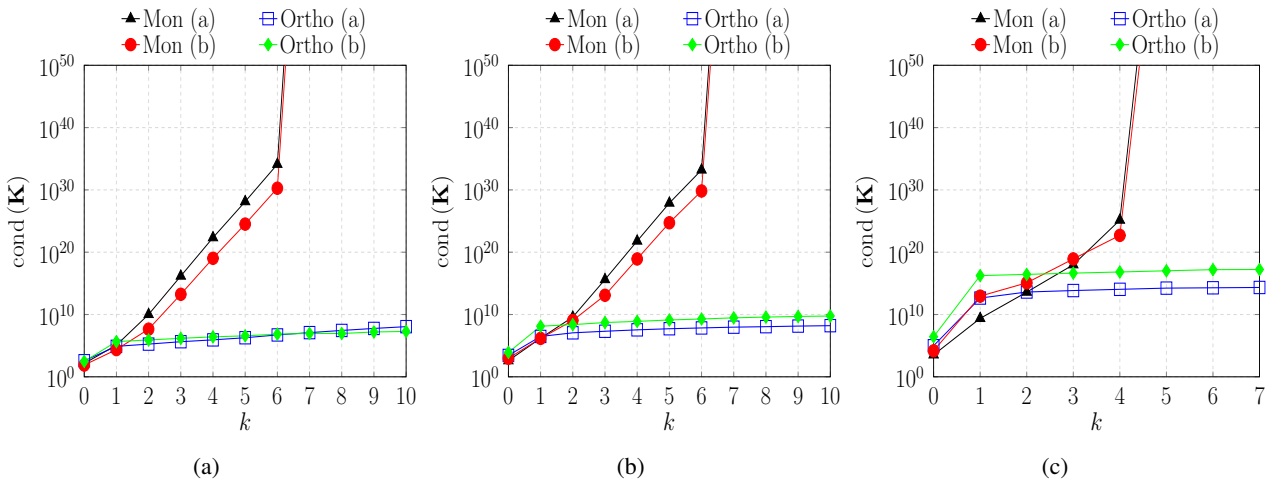 Mon (a) Ortho (a)
Mon (b) Ortho (b)
10^50
10^40
10^30
10^20
10^10
10^0
cond (K)
0 1 2 3 4 5 6 7 8 9 10
k
(a)
Mon (a) Ortho (a)
Mon (b) Ortho (b)
10^50
10^40
10^30
10^20
10^10
10^0
cond (K)
0 1 2 3 4 5 6 7 8 9 10
k
(b)
Mon (a) Ortho (a)
Mon (b) Ortho (b)
10^50
10^40
10^30
10^20
10^10
10^0
cond (K)
0 1 2 3 4 5 6 7
k
(c)